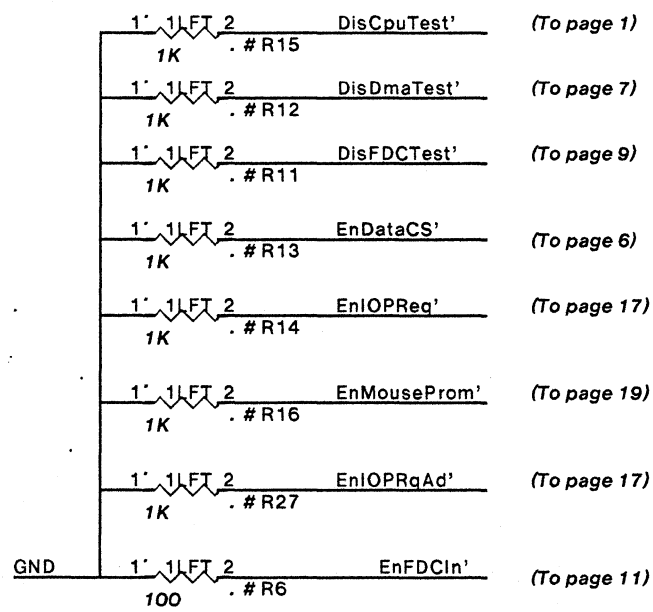 1' 1LFT 2 DisCpuTest' (To page 1)
1K . #R15
1' 1LFT 2 DisDmaTest' (To page 7)
1K . #R12
1' 1LFT 2 DisFDCTest' (To page 9)
1K . #R11
1' 1LFT 2 EnDataCS' (To page 6)
1K . #R13
1' 1LFT 2 EnIOPReq' (To page 17)
1K . #R14
1' 1LFT 2 EnMouseProm' (To page 19)
1K . #R16
1' 1LFT 2 EnIOPRqAd' (To page 17)
1K . #R27
GND 1' 1LFT 2 EnFDCIn' (To page 11)
100 . #R6